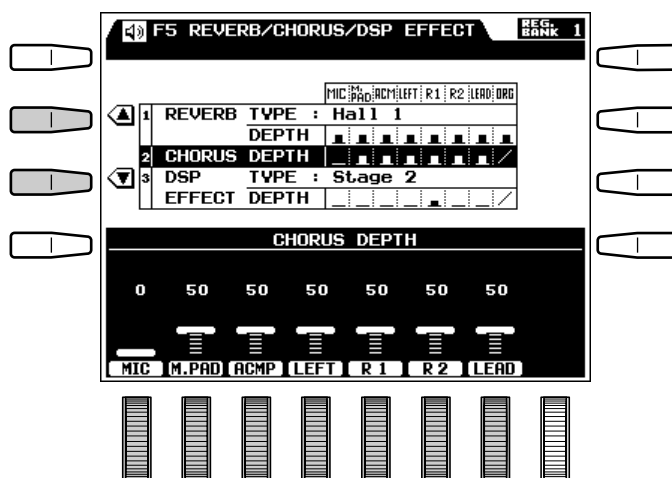 F5 REVERB/CHORUS/DSP EFFECT REG. BANK 1
MIC M.PAD ACM LEFT R1 R2 LEAD ORG
1 REVERB TYPE : Hall 1
DEPTH
2 CHORUS DEPTH
3 DSP TYPE : Stage 2
EFFECT DEPTH
CHORUS DEPTH
0 50 50 50 50 50 50
MIC M.PAD ACMP LEFT R 1 R 2 LEAD